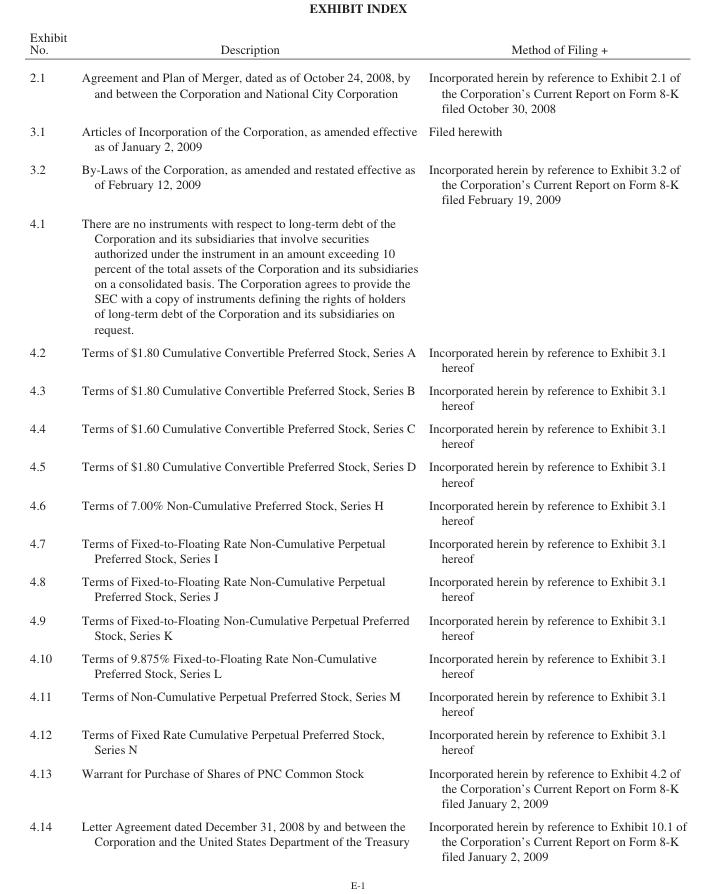 EXHIBIT INDEX
Exhibit
No. Description Method of Filing +
2.1 Agreement and Plan of Merger, dated as of October 24, 2008, by Incorporated herein by reference to Exhibit 2.1 of
and between the Corporation and National City Corporation the Corporation's Current Report on Form 8-K
filed October 30, 2008
3.1 Articles of Incorporation of the Corporation, as amended effective Filed herewith
as of January 2, 2009
3.2 By-Laws of the Corporation, as amended and restated effective as Incorporated herein by reference to Exhibit 3.2 of
of February 12, 2009 the Corporation's Current Report on Form 8-K
filed February 19, 2009
4.1 There are no instruments with respect to long-term debt of the
Corporation and its subsidiaries that involve securities
authorized under the instrument in an amount exceeding 10
percent of the total assets of the Corporation and its subsidiaries
on a consolidated basis. The Corporation agrees to provide the
SEC with a copy of instruments defining the rights of holders
of long-term debt of the Corporation and its subsidiaries on
request.
4.2 Terms of $1.80 Cumulative Convertible Preferred Stock, Series A Incorporated herein by reference to Exhibit 3.1
hereof
4.3 Terms of $1.80 Cumulative Convertible Preferred Stock, Series B Incorporated herein by reference to Exhibit 3.1
hereof
4.4 Terms of $1.60 Cumulative Convertible Preferred Stock, Series C Incorporated herein by reference to Exhibit 3.1
hereof
4.5 Terms of $1.80 Cumulative Convertible Preferred Stock, Series D Incorporated herein by reference to Exhibit 3.1
hereof
4.6 Terms of 7.00% Non-Cumulative Preferred Stock, Series H Incorporated herein by reference to Exhibit 3.1
hereof
4.7 Terms of Fixed-to-Floating Rate Non-Cumulative Perpetual Incorporated herein by reference to Exhibit 3.1
Preferred Stock, Series I hereof
4.8 Terms of Fixed-to-Floating Rate Non-Cumulative Perpetual Incorporated herein by reference to Exhibit 3.1
Preferred Stock, Series J hereof
4.9 Terms of Fixed-to-Floating Non-Cumulative Perpetual Preferred Incorporated herein by reference to Exhibit 3.1
Stock, Series K hereof
4.10 Terms of 9.875% Fixed-to-Floating Rate Non-Cumulative Incorporated herein by reference to Exhibit 3.1
Preferred Stock, Series L hereof
4.11 Terms of Non-Cumulative Perpetual Preferred Stock, Series M Incorporated herein by reference to Exhibit 3.1
hereof
4.12 Terms of Fixed Rate Cumulative Perpetual Preferred Stock, Incorporated herein by reference to Exhibit 3.1
Series N hereof
4.13 Warrant for Purchase of Shares of PNC Common Stock Incorporated herein by reference to Exhibit 4.2 of
the Corporation's Current Report on Form 8-K
filed January 2, 2009
4.14 Letter Agreement dated December 31, 2008 by and between the Incorporated herein by reference to Exhibit 10.1 of
Corporation and the United States Department of the Treasury the Corporation's Current Report on Form 8-K
filed January 2, 2009
E-1